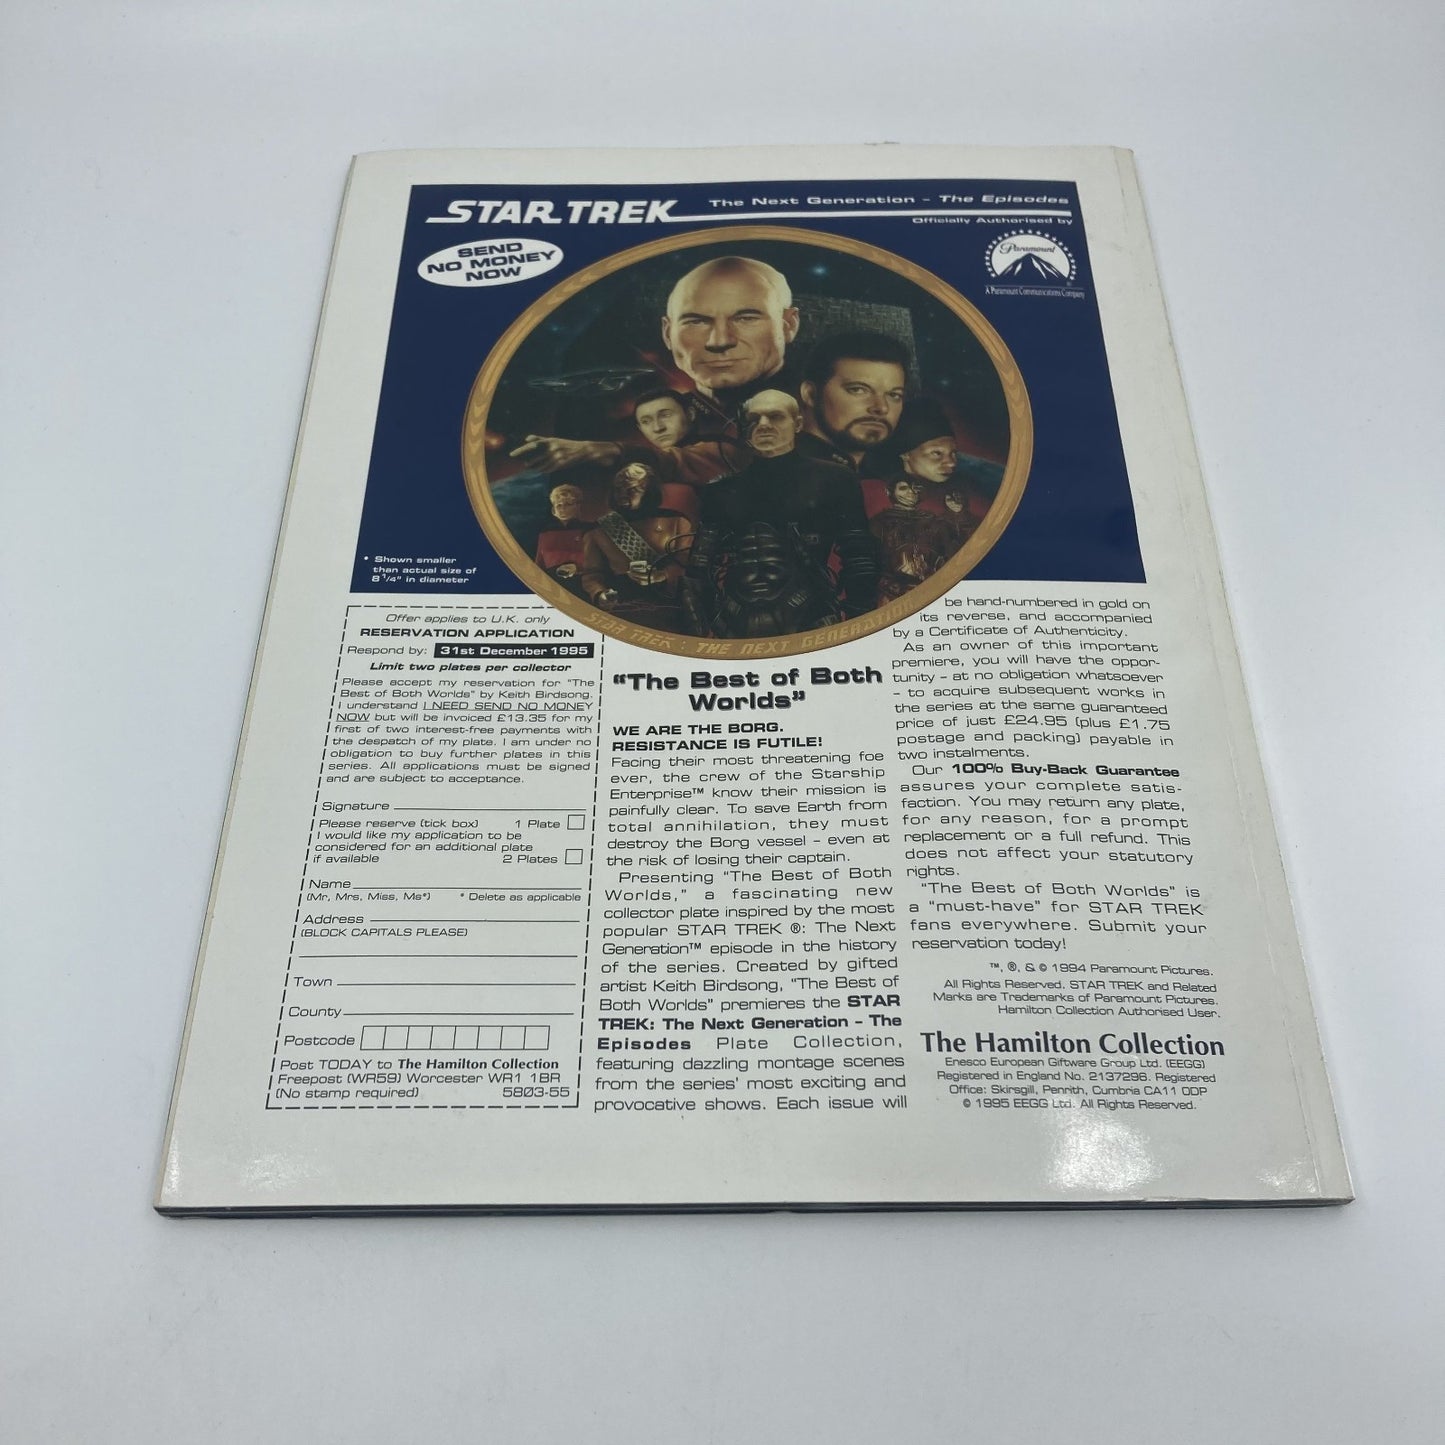 STAR TREK
The Next Generation - The Episodes
Officially Authorised by
Paramount
A Paramount Communications Company
SEND
NO MONEY
NOW
* Shown smaller
than actual size of
8 1/4" in diameter
STAR TREK : THE NEXT GENERATION
Offer applies to U.K. only
RESERVATION APPLICATION
Respond by: 31st December 1995
Limit two plates per collector
Please accept my reservation for "The
Best of Both Worlds" by Keith Birdsong.
I understand I NEED SEND NO MONEY
NOW but will be invoiced £13.35 for my
first of two interest-free payments with
the despatch of my plate. I am under no
obligation to buy further plates in this
series. All applications must be signed
and are subject to acceptance.
Signature
Please reserve (tick box) 1 Plate
I would like my application to be
considered for an additional plate
if available 2 Plates
Name
(Mr, Mrs, Miss, Ms*) * Delete as applicable
Address
(BLOCK CAPITALS PLEASE)
Town
County
Postcode
Post TODAY to The Hamilton Collection
Freepost (WR59) Worcester WR1 1BR
(No stamp required) 5803-55
"The Best of Both
Worlds"
WE ARE THE BORG.
RESISTANCE IS FUTILE!
Facing their most threatening foe
ever, the crew of the Starship
Enterprise™ know their mission is
painfully clear. To save Earth from
total annihilation, they must
destroy the Borg vessel - even at
the risk of losing their captain.
Presenting "The Best of Both
Worlds," a fascinating new
collector plate inspired by the most
popular STAR TREK ®: The Next
Generation™ episode in the history
of the series. Created by gifted
artist Keith Birdsong, "The Best of
Both Worlds" premieres the STAR
TREK: The Next Generation - The
Episodes Plate Collection,
featuring dazzling montage scenes
from the series' most exciting and
provocative shows. Each issue will
be hand-numbered in gold on
its reverse, and accompanied
by a Certificate of Authenticity.
As an owner of this important
premiere, you will have the oppor-
tunity - at no obligation whatsoever
- to acquire subsequent works in
the series at the same guaranteed
price of just £24.95 (plus £1.75
postage and packing) payable in
two instalments.
Our 100% Buy-Back Guarantee
assures your complete satis-
faction. You may return any plate,
for any reason, for a prompt
replacement or a full refund. This
does not affect your statutory
rights.
"The Best of Both Worlds" is
a "must-have" for STAR TREK
fans everywhere. Submit your
reservation today!
™, ®, & © 1994 Paramount Pictures.
All Rights Reserved. STAR TREK and Related
Marks are Trademarks of Paramount Pictures.
Hamilton Collection Authorised User.
The Hamilton Collection
Enesco European Giftware Group Ltd. (EEGG)
Registered in England No. 2137296. Registered
Office: Skirsgill, Penrith, Cumbria CA11 0DP
© 1995 EEGG Ltd. All Rights Reserved.